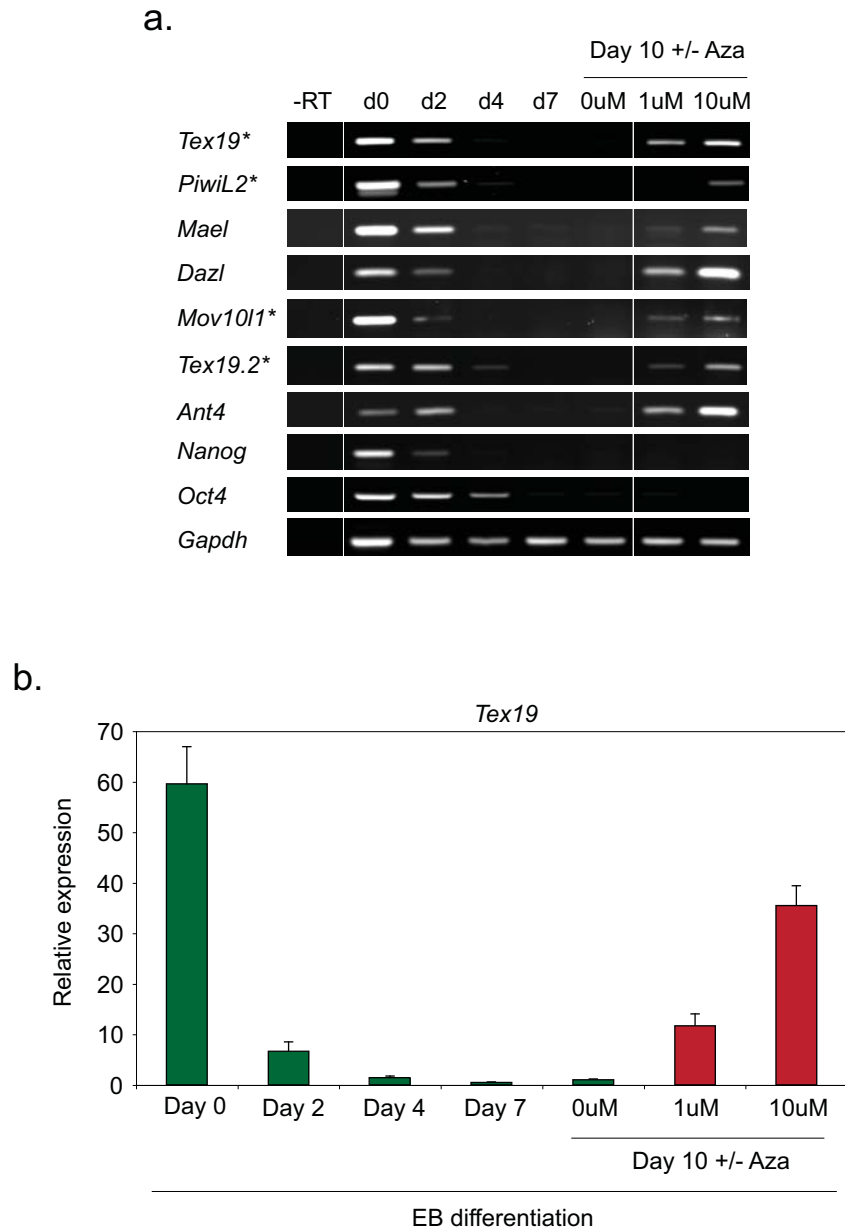 a.
Day 10 +/- Aza
-RT d0 d2 d4 d7 0uM 1uM 10uM
Tex19*
PiwiL2*
Mael
Dazl
Mov10l1*
Tex19.2*
Ant4
Nanog
Oct4
Gapdh
b.
Tex19
Relative expression
70
60
50
40
30
20
10
0
Day 0 Day 2 Day 4 Day 7 0uM 1uM 10uM
Day 10 +/- Aza
EB differentiation